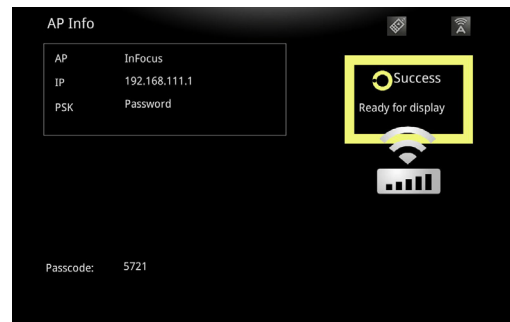 AP Info
AP InFocus
IP 192.168.111.1
PSK Password
Success
Ready for display
Passcode: 5721
A